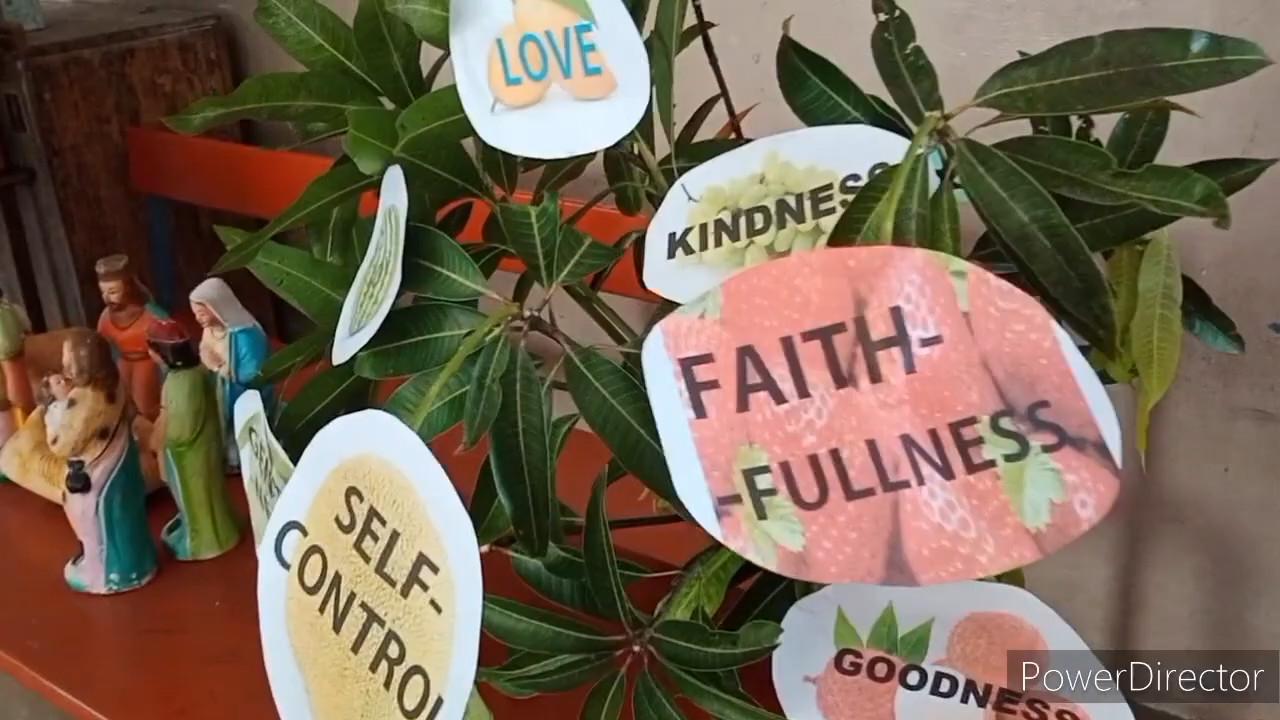 LOVE
KINDNESS
FAITH-
-FULLNESS
SELF-
CONTROL
GOODNESS
PowerDirector